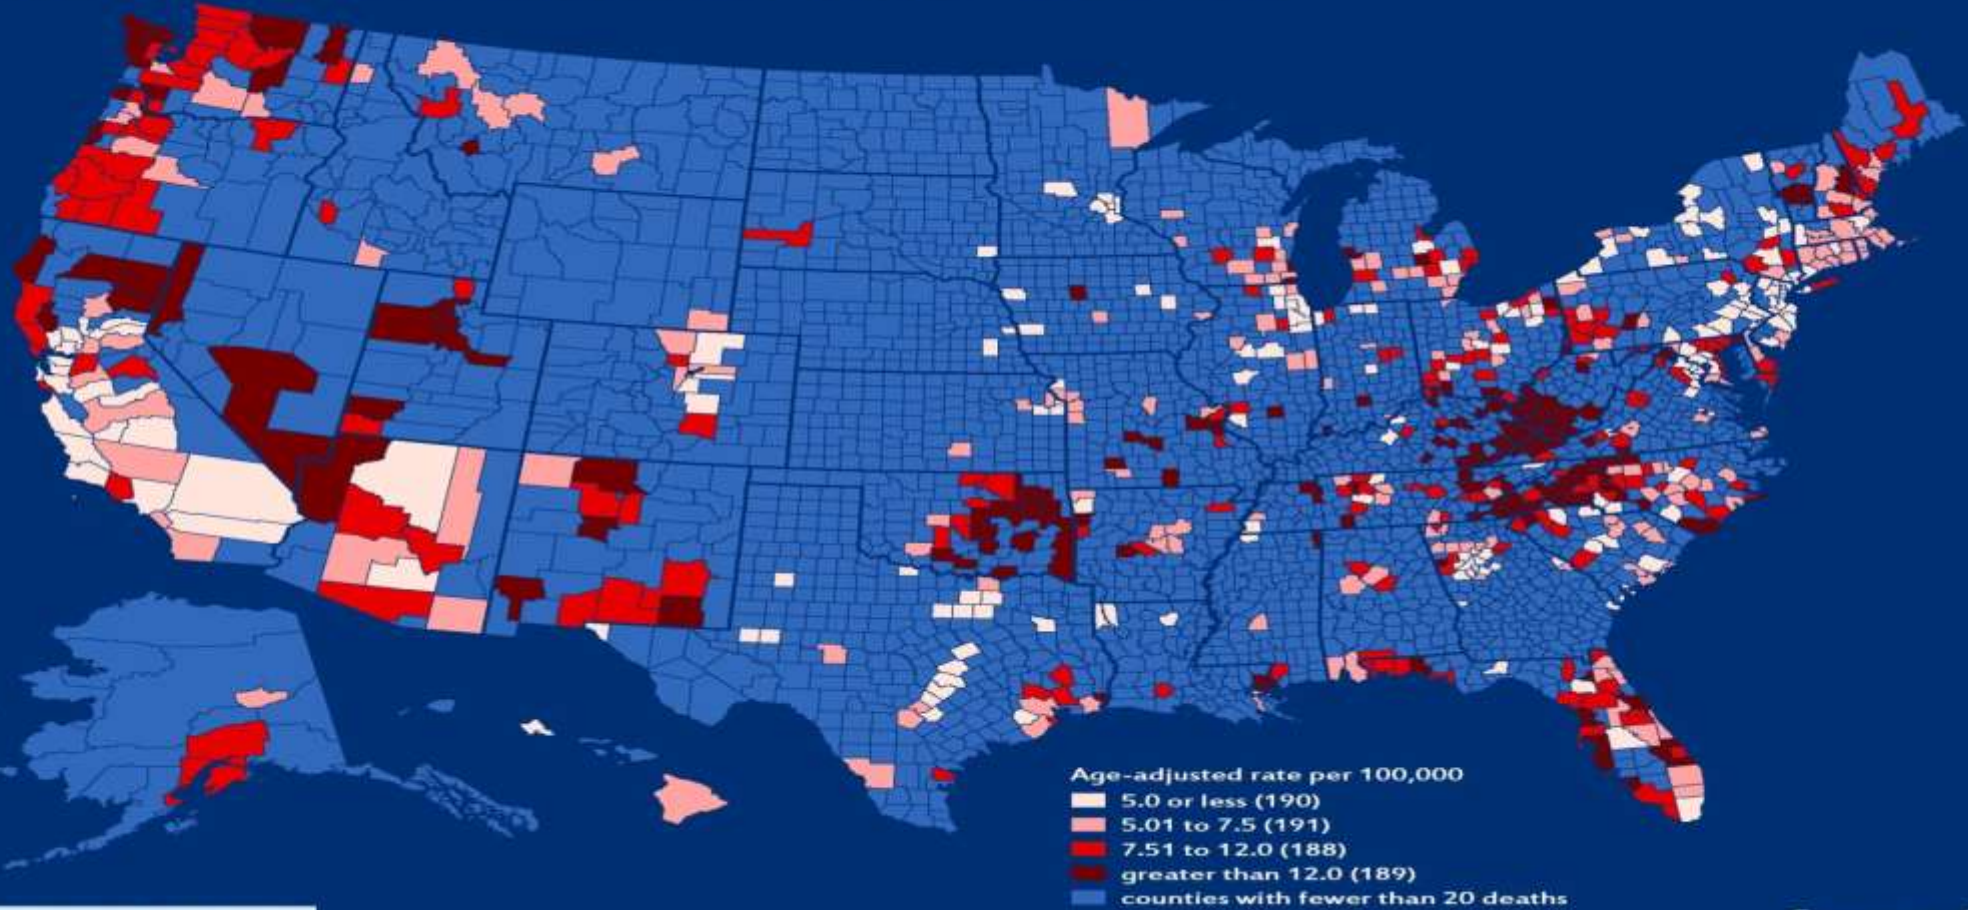 Age-adjusted rate per 100,000
5.0 or less (190)
5.01 to 7.5 (191)
7.51 to 12.0 (188)
greater than 12.0 (189)
counties with fewer than 20 deaths